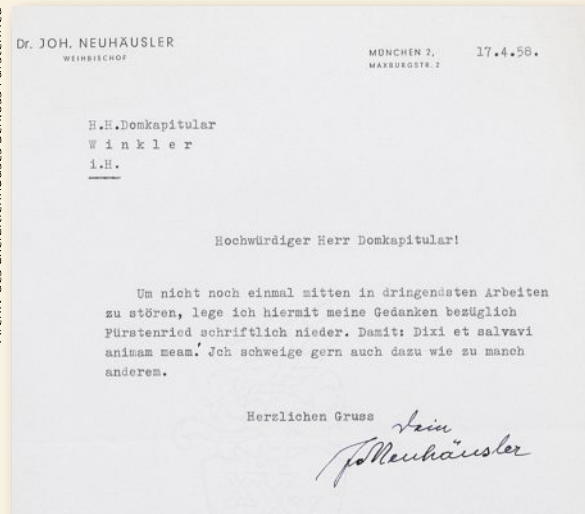 Dr. JOH. NEUHÄUSLER
WEIHBISCHOF
MÜNCHEN 2, 17.4.58.
MAXBURGSTR. 2
H.H.Domkapitular
W i n k l e r
i.H.
Hochwürdiger Herr Domkapitular!
Um nicht noch einmal mitten in dringendsten Arbeiten
zu stören, lege ich hiermit meine Gedanken bezüglich
Fürstenried schriftlich nieder. Damit: Dixi et salvavi
animam meam! Jch schweige gern auch dazu wie zu manch
anderem.
Herzlichen Gruss
Dein
JoNeuhäusler